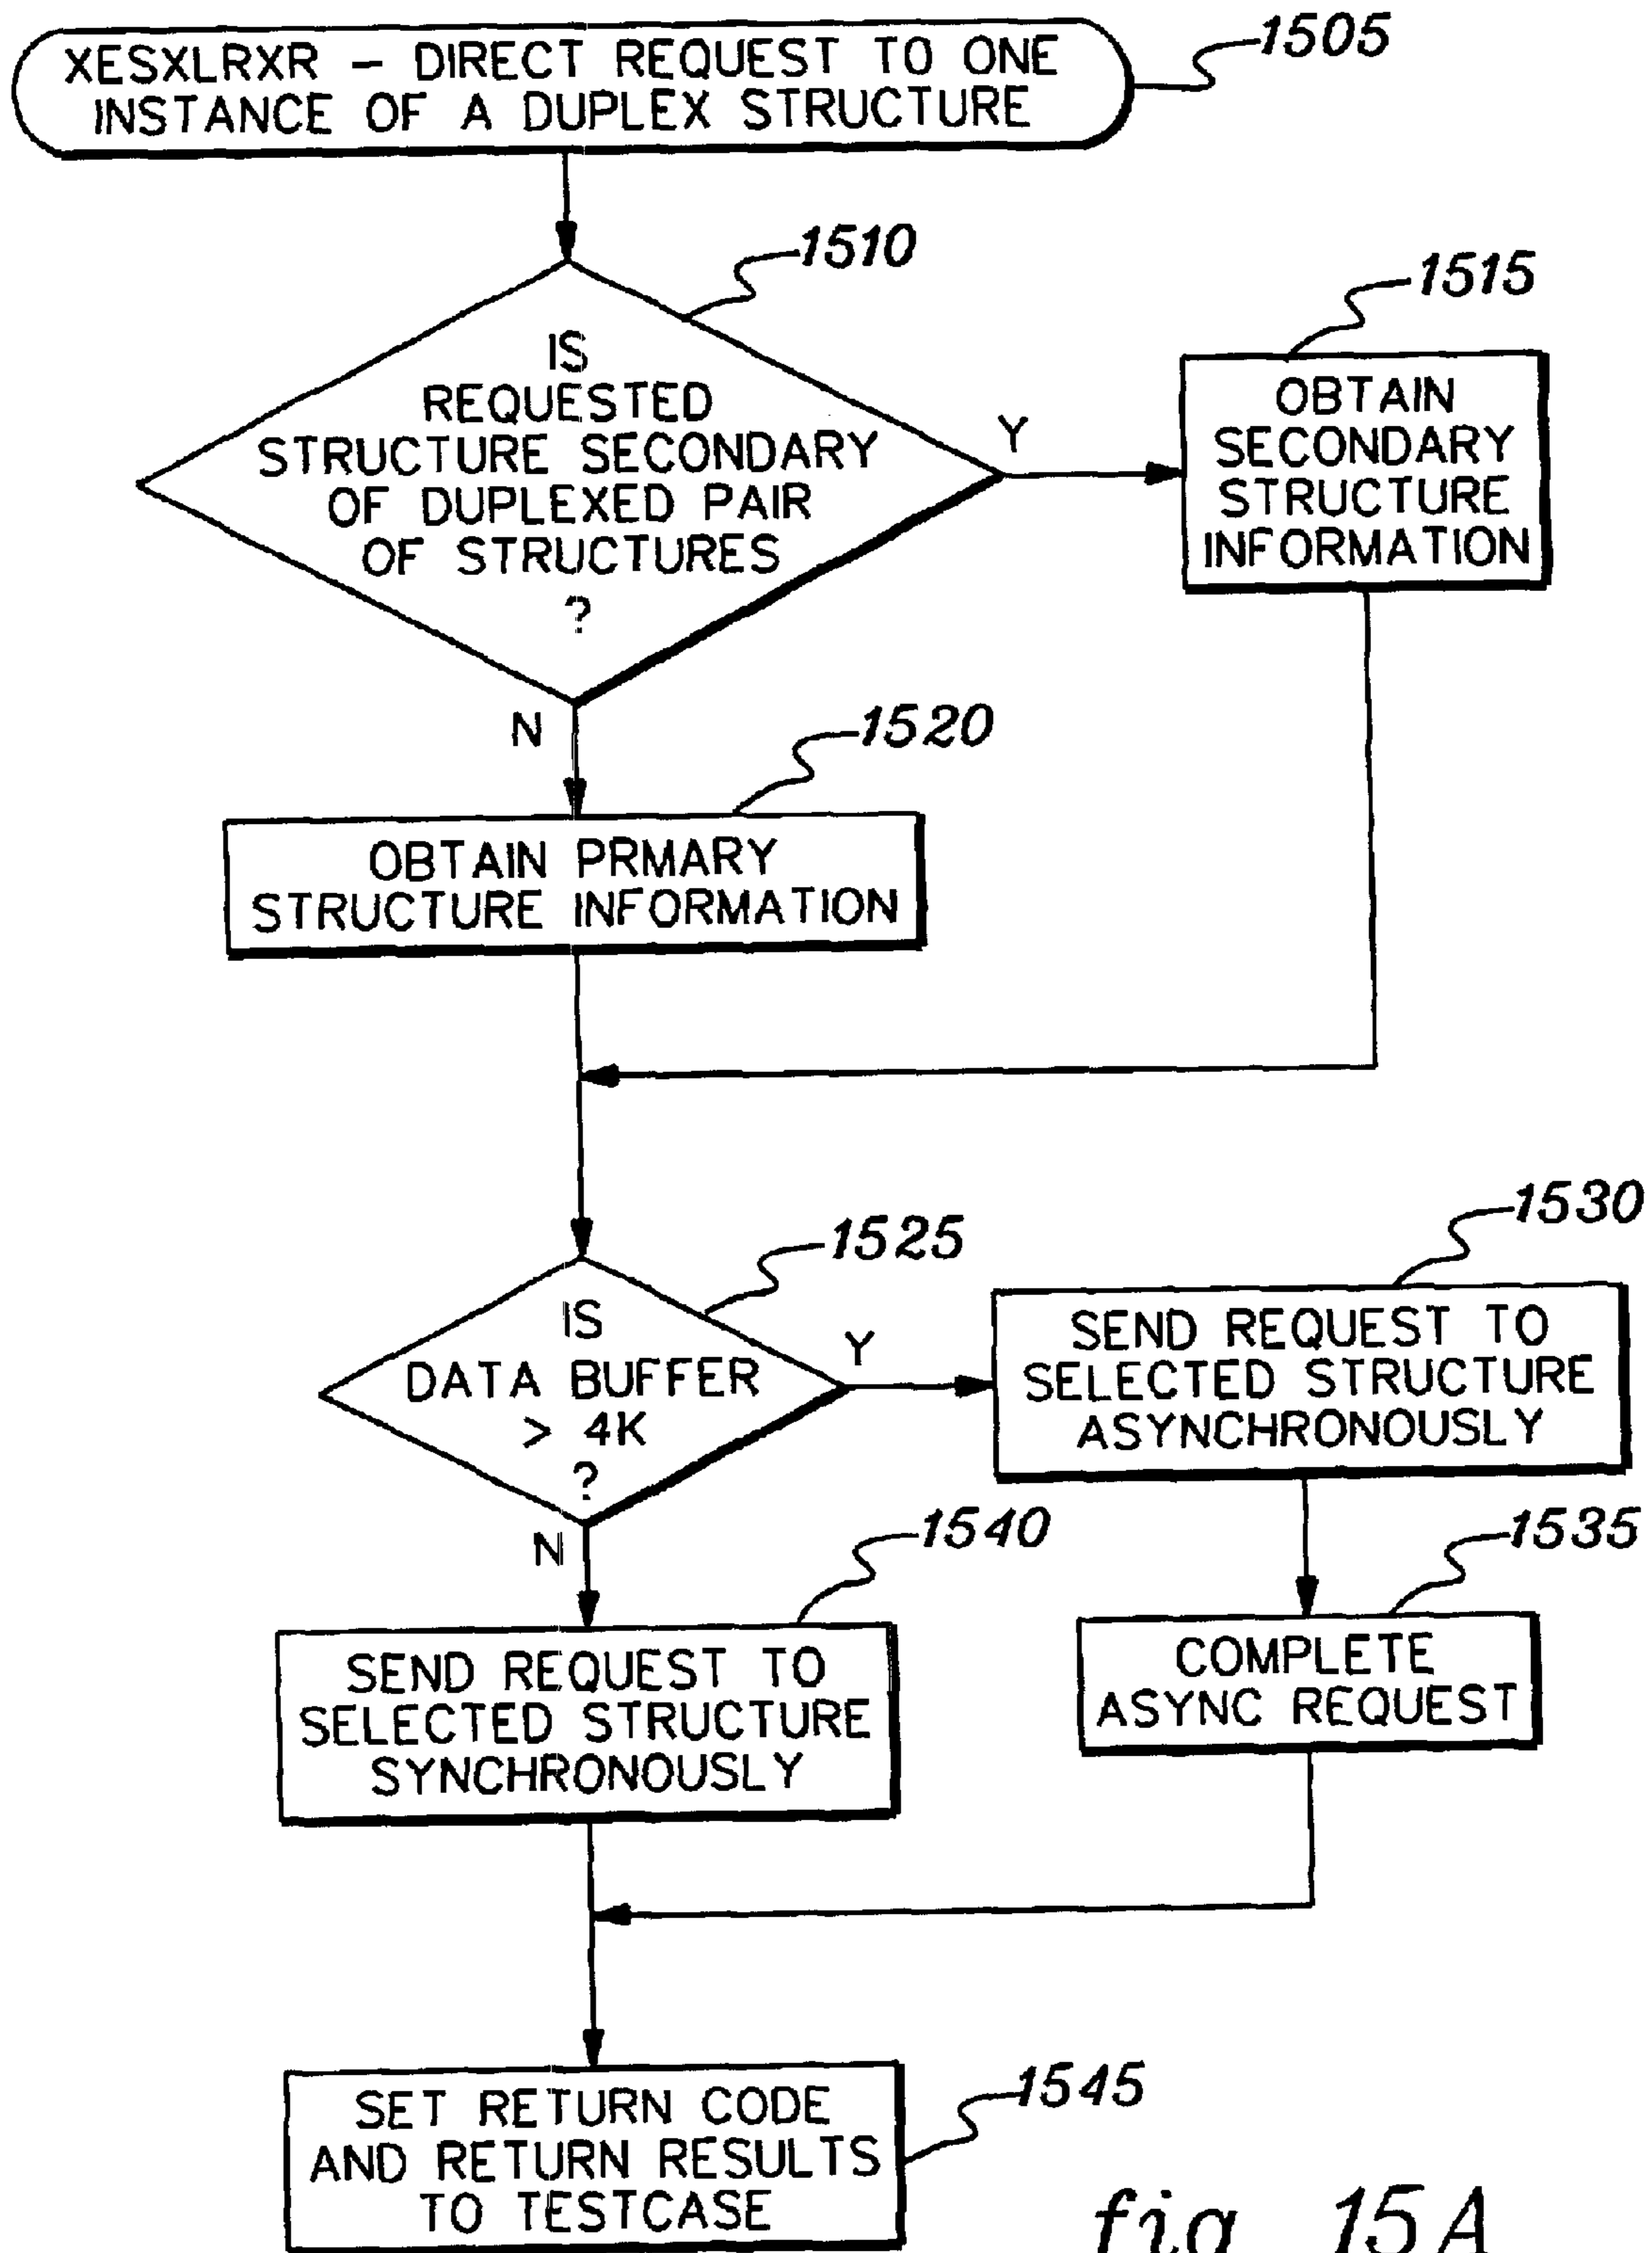 XESXLRXR – DIRECT REQUEST TO ONE
INSTANCE OF A DUPLEX STRUCTURE
1505
1510
IS
REQUESTED
STRUCTURE SECONDARY
OF DUPLEXED PAIR
OF STRUCTURES
?
Y
1515
OBTAIN
SECONDARY
STRUCTURE
INFORMATION
N
1520
OBTAIN PRMARY
STRUCTURE INFORMATION
1525
IS
DATA BUFFER
> 4K
?
Y
1530
SEND REQUEST TO
SELECTED STRUCTURE
ASYNCHRONOUSLY
N
1540
SEND REQUEST TO
SELECTED STRUCTURE
SYNCHRONOUSLY
1535
COMPLETE
ASYNC REQUEST
1545
SET RETURN CODE
AND RETURN RESULTS
TO TESTCASE
fig 15A